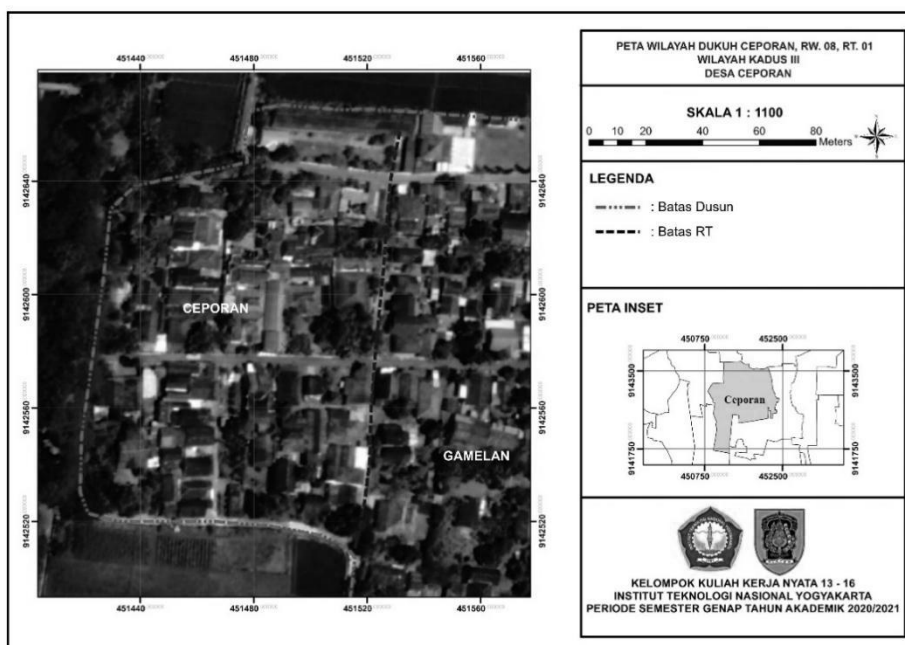 451440 451480 451520 451560
9142640 9142640
9142600 9142600
9142560 9142560
9142520 9142520
CEPORAN
GAMELAN
451440 451480 451520 451560
PETA WILAYAH DUKUH CEPORAN, RW. 08, RT. 01
WILAYAH KADUS III
DESA CEPORAN
SKALA 1 : 1100
0 10 20 40 60 80
Meters
LEGENDA
: Batas Dusun
: Batas RT
PETA INSET
450750 452500
9143500 9143500
Ceporan
9141750 9141750
450750 452500
KELOMPOK KULIAH KERJA NYATA 13 - 16
INSTITUT TEKNOLOGI NASIONAL YOGYAKARTA
PERIODE SEMESTER GENAP TAHUN AKADEMIK 2020/2021